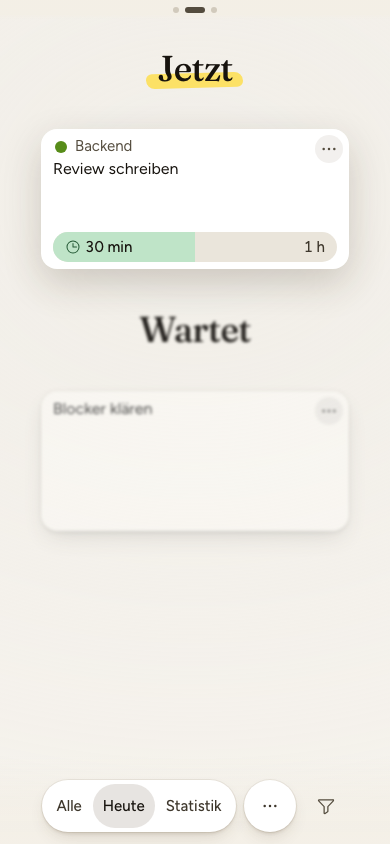 Jetzt
Backend
Review schreiben
30 min
1 h
Wartet
Blocker klären
Alle
Heute
Statistik